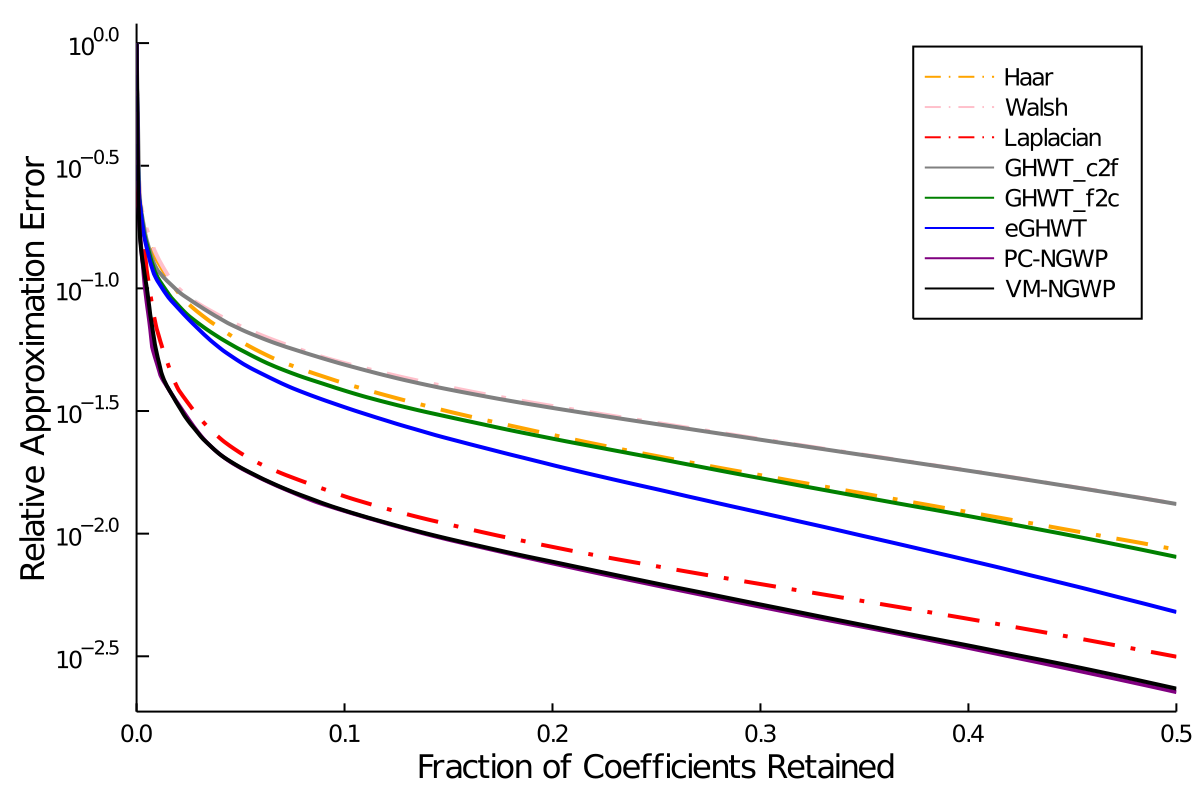 10^0.0
10^−0.5
10^−1.0
10^−1.5
10^−2.0
10^−2.5
Relative Approximation Error
Haar
Walsh
Laplacian
GHWT_c2f
GHWT_f2c
eGHWT
PC-NGWP
VM-NGWP
0.0 0.1 0.2 0.3 0.4 0.5
Fraction of Coefficients Retained